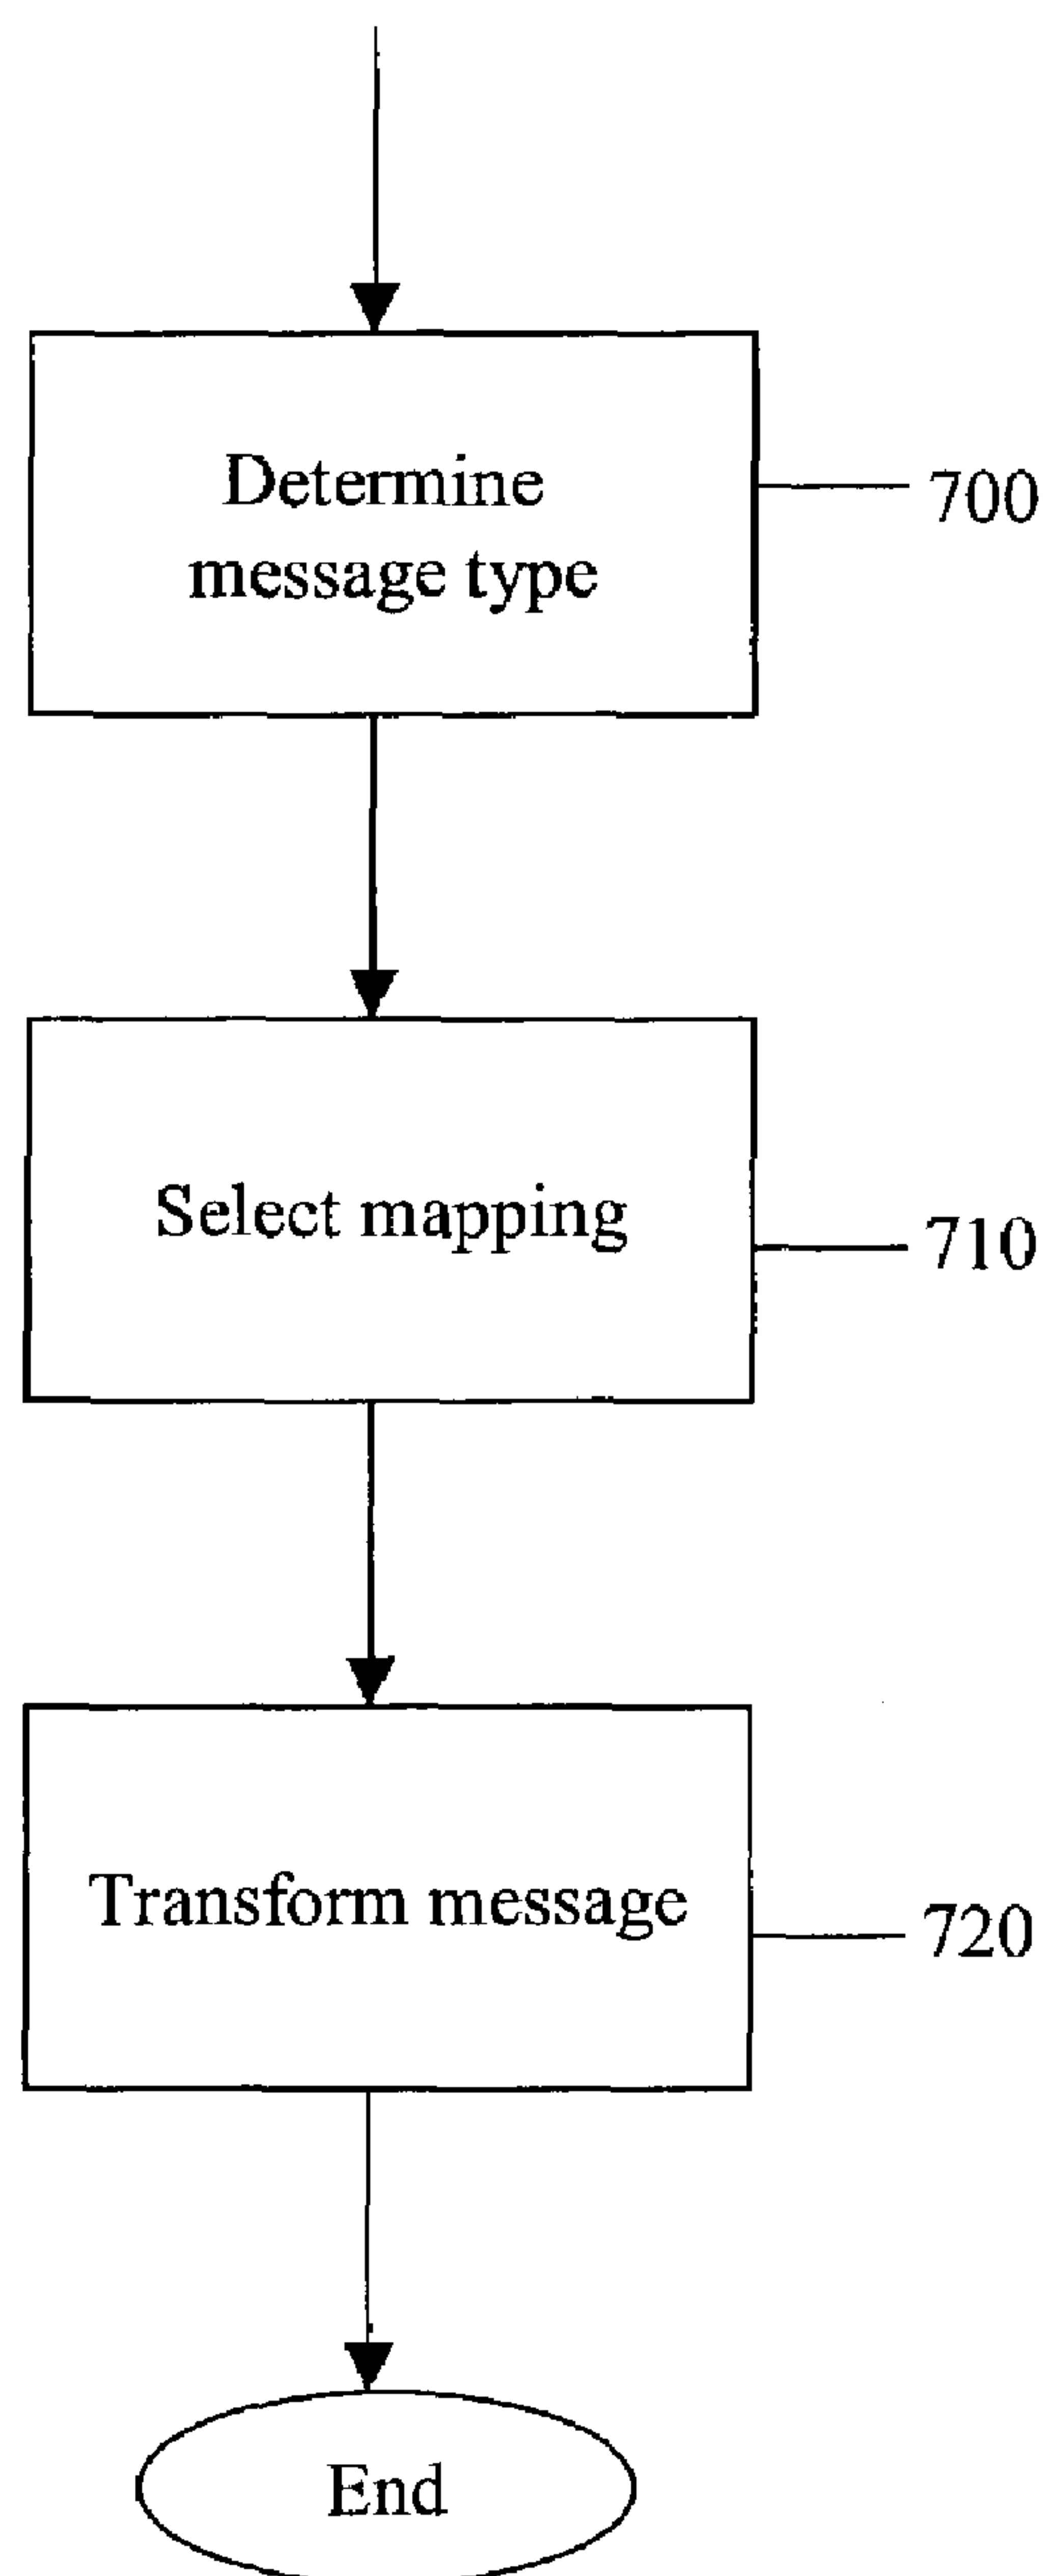 Determine
message type
700
Select mapping
710
Transform message
720
End